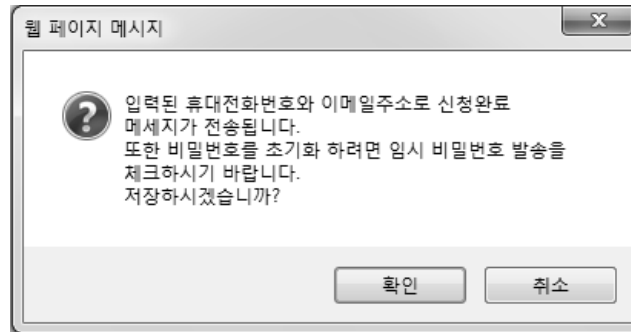 웹 페이지 메시지
입력된 휴대전화번호와 이메일주소로 신청완료
메세지가 전송됩니다.
또한 비밀번호를 초기화 하려면 임시 비밀번호 발송을
체크하시기 바랍니다.
저장하시겠습니까?
확인
취소